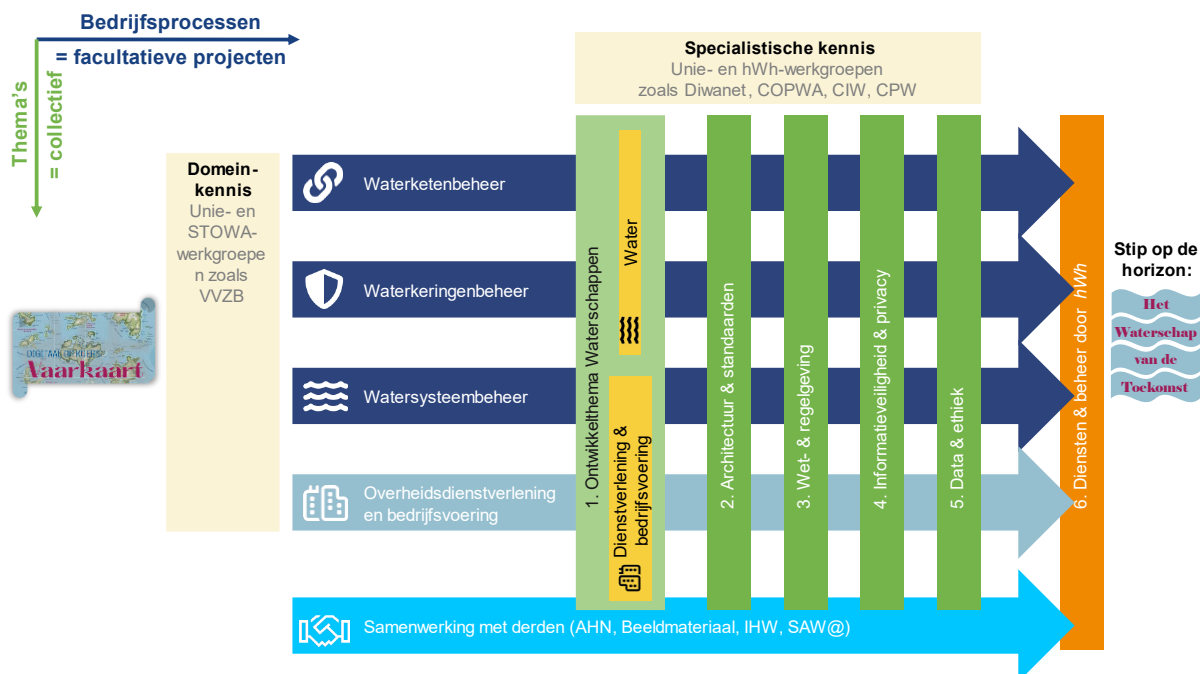 Bedrijfsprocessen
= facultatieve projecten
Thema's
= collectief
Specialistische kennis
Unie- en hWh-werkgroepen
zoals Diwanet, COPWA, CIW, CPW
Domein-
kennis
Unie- en
STOWA-
werkgroepe
n zoals
VVZB
Waterketenbeheer
Waterkeringenbeheer
Watersysteembeheer
Overheidsdienstverlening
en bedrijfsvoering
Samenwerking met derden (AHN, Beeldmateriaal, IHW, SAW@)
1. Ontwikkelthema Waterschappen
Water
Dienstverlening &
bedrijfsvoering
2. Architectuur & standaarden
3. Wet- & regelgeving
4. Informatieveiligheid & privacy
5. Data & ethiek
6. Diensten & beheer door hWh
Stip op de
horizon:
Het
Waterschap
van de
Toekomst
Vaarkaart